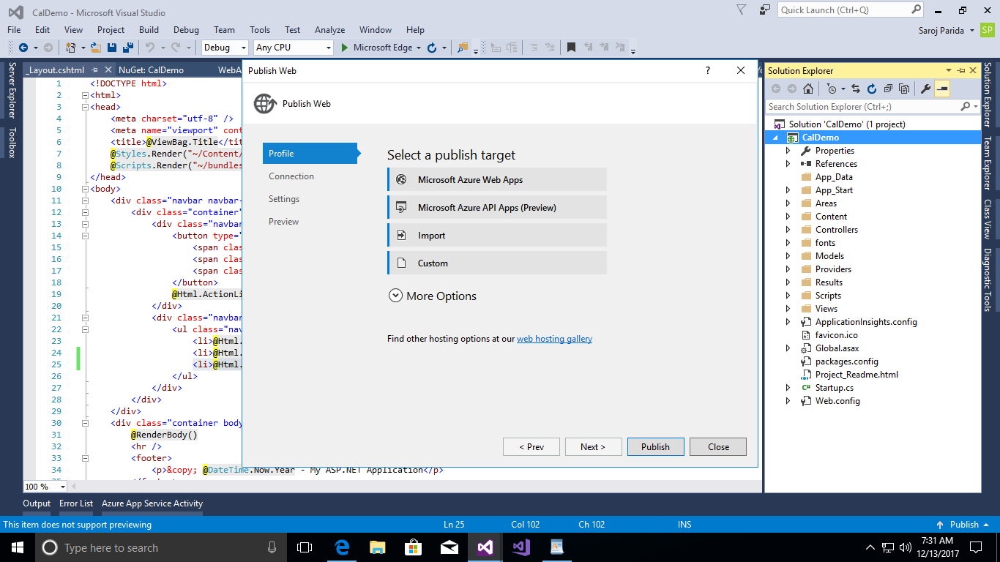 CalDemo - Microsoft Visual Studio
Quick Launch (Ctrl+Q)
File Edit View Project Build Debug Team Tools Test Analyze Window Help
Saroj Parida SP
Debug Any CPU Microsoft Edge
Server Explorer
Toolbox
_Layout.cshtml NuGet: CalDemo WebA
1 <!DOCTYPE html>
2 <html>
3 <head>
4 <meta charset="utf-8" />
5 <meta name="viewport" cont
6 <title>@ViewBag.Title</tit
7 @Styles.Render("~/Content/
8 @Scripts.Render("~/bundles
9 </head>
10 <body>
11 <div class="navbar navbar-
12 <div class="container"
13 <div class="navbar
14 <button type="
15 <span clas
16 <span clas
17 <span clas
18 </button>
19 @Html.ActionLi
20 </div>
21 <div class="navbar
22 <ul class="nav
23 <li>@Html.
24 <li>@Html.
25 <li>@Html.
26 </ul>
27 </div>
28 </div>
29 </div>
30 <div class="container body
31 @RenderBody()
32 <hr />
33 <footer>
34 <p>&copy; @DateTime.Now.Year - My ASP.NET Application</p>
100 %
Publish Web
?
Publish Web
Profile
Connection
Settings
Preview
Select a publish target
Microsoft Azure Web Apps
Microsoft Azure API Apps (Preview)
Import
Custom
More Options
Find other hosting options at our web hosting gallery
< Prev Next > Publish Close
Solution Explorer
Search Solution Explorer (Ctrl+;)
Solution 'CalDemo' (1 project)
CalDemo
Properties
References
App_Data
App_Start
Areas
Content
Controllers
fonts
Models
Providers
Results
Scripts
Views
ApplicationInsights.config
favicon.ico
Global.asax
packages.config
Project_Readme.html
C# Startup.cs
Web.config
Solution Explorer
Team Explorer
Class View
Diagnostic Tools
Output Error List Azure App Service Activity
This item does not support previewing Ln 25 Col 102 Ch 102 INS Publish
Type here to search
7:31 AM
12/13/2017